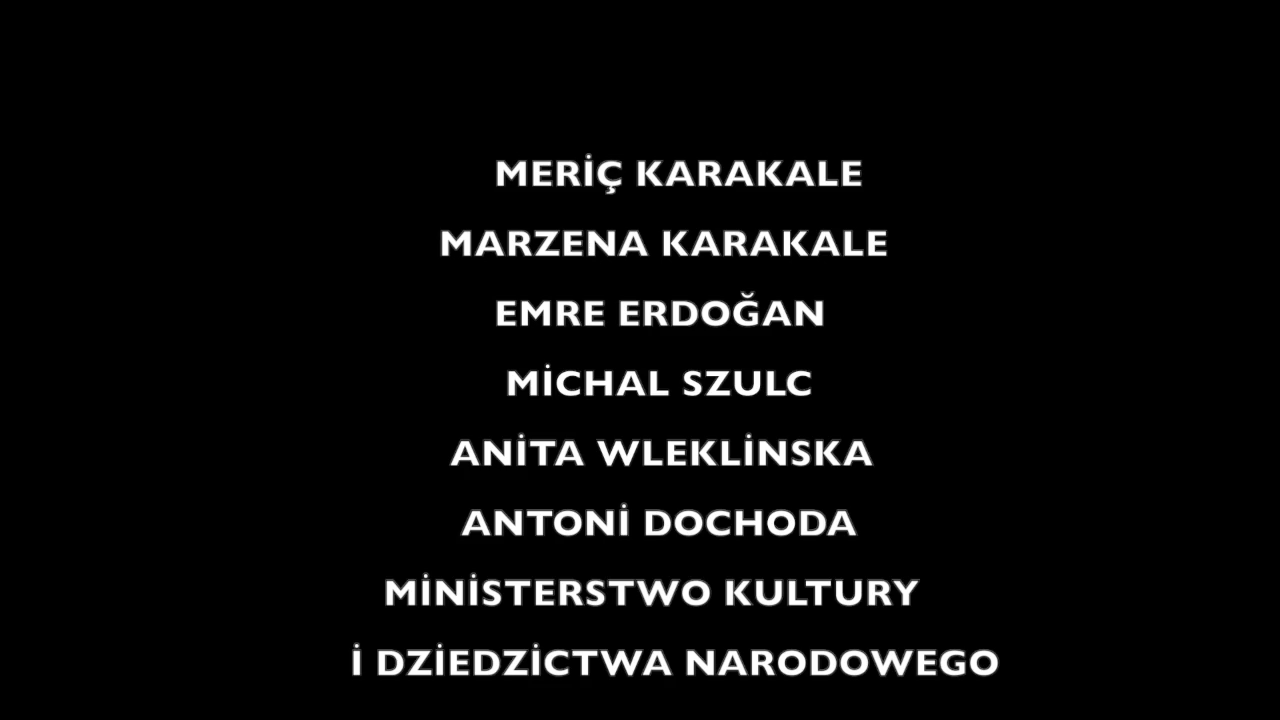 MERİÇ KARAKALE
MARZENA KARAKALE
EMRE ERDOĞAN
MİCHAL SZULC
ANİTA WLEKLİNSKA
ANTONİ DOCHODA
MİNİSTERSTWO KULTURY
İ DZİEDZİCTWA NARODOWEGO